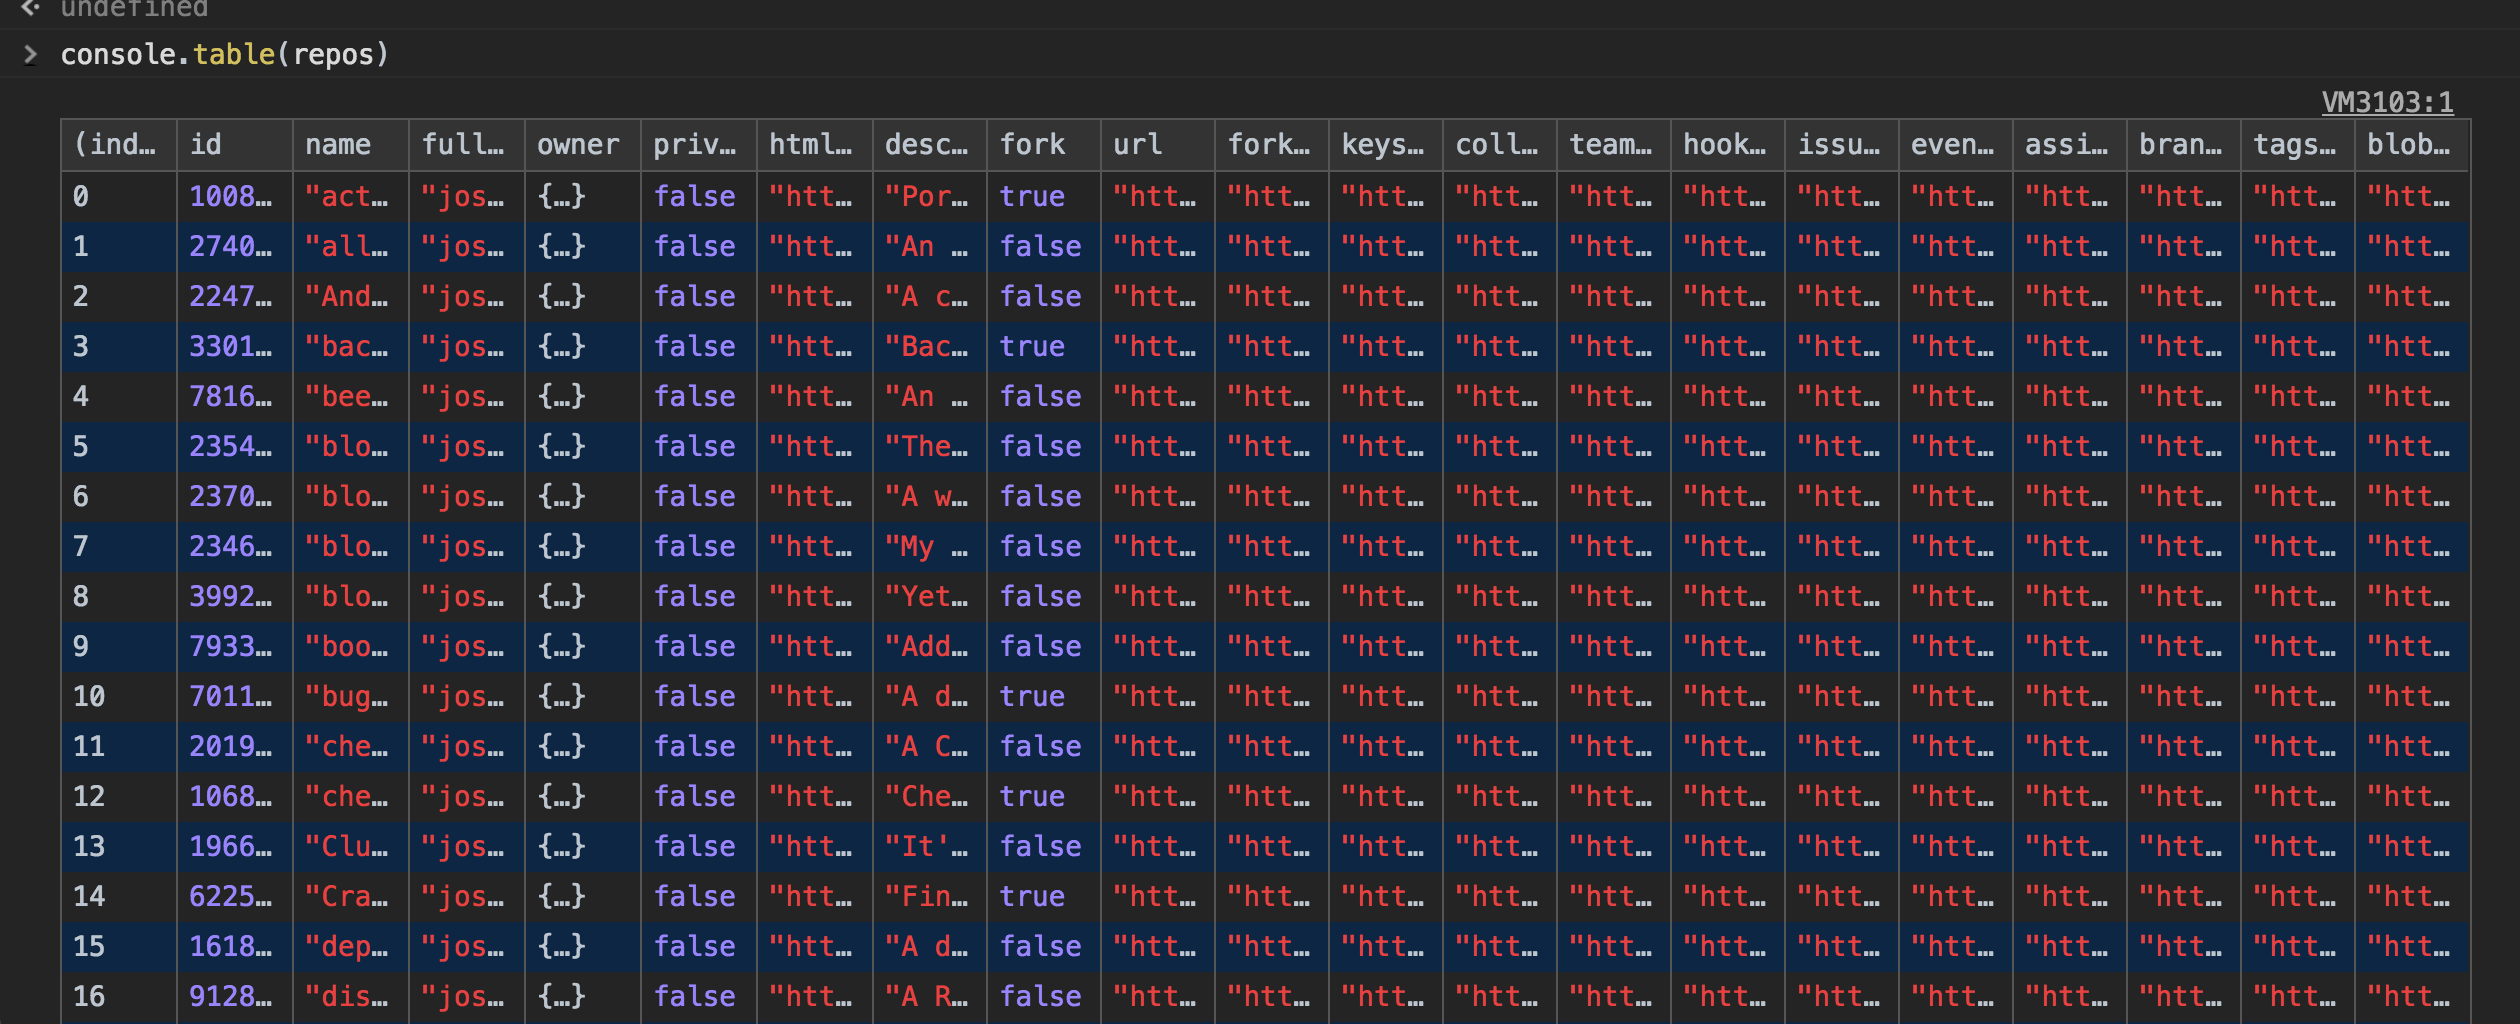 undefined
console.table(repos)
VM3103:1
(ind… id name full… owner priv… html… desc… fork url fork… keys… coll… team… hook… issu… even… assi… bran… tags… blob…
0 1008… "act… "jos… {…} false "htt… "Por… true "htt… "htt… "htt… "htt… "htt… "htt… "htt… "htt… "htt… "htt… "htt… "htt…
1 2740… "all… "jos… {…} false "htt… "An … false "htt… "htt… "htt… "htt… "htt… "htt… "htt… "htt… "htt… "htt… "htt… "htt…
2 2247… "And… "jos… {…} false "htt… "A c… false "htt… "htt… "htt… "htt… "htt… "htt… "htt… "htt… "htt… "htt… "htt… "htt…
3 3301… "bac… "jos… {…} false "htt… "Bac… true "htt… "htt… "htt… "htt… "htt… "htt… "htt… "htt… "htt… "htt… "htt… "htt…
4 7816… "bee… "jos… {…} false "htt… "An … false "htt… "htt… "htt… "htt… "htt… "htt… "htt… "htt… "htt… "htt… "htt… "htt…
5 2354… "blo… "jos… {…} false "htt… "The… false "htt… "htt… "htt… "htt… "htt… "htt… "htt… "htt… "htt… "htt… "htt… "htt…
6 2370… "blo… "jos… {…} false "htt… "A w… false "htt… "htt… "htt… "htt… "htt… "htt… "htt… "htt… "htt… "htt… "htt… "htt…
7 2346… "blo… "jos… {…} false "htt… "My … false "htt… "htt… "htt… "htt… "htt… "htt… "htt… "htt… "htt… "htt… "htt… "htt…
8 3992… "blo… "jos… {…} false "htt… "Yet… false "htt… "htt… "htt… "htt… "htt… "htt… "htt… "htt… "htt… "htt… "htt… "htt…
9 7933… "boo… "jos… {…} false "htt… "Add… false "htt… "htt… "htt… "htt… "htt… "htt… "htt… "htt… "htt… "htt… "htt… "htt…
10 7011… "bug… "jos… {…} false "htt… "A d… true "htt… "htt… "htt… "htt… "htt… "htt… "htt… "htt… "htt… "htt… "htt… "htt…
11 2019… "che… "jos… {…} false "htt… "A C… false "htt… "htt… "htt… "htt… "htt… "htt… "htt… "htt… "htt… "htt… "htt… "htt…
12 1068… "che… "jos… {…} false "htt… "Che… true "htt… "htt… "htt… "htt… "htt… "htt… "htt… "htt… "htt… "htt… "htt… "htt…
13 1966… "Clu… "jos… {…} false "htt… "It'… false "htt… "htt… "htt… "htt… "htt… "htt… "htt… "htt… "htt… "htt… "htt… "htt…
14 6225… "Cra… "jos… {…} false "htt… "Fin… true "htt… "htt… "htt… "htt… "htt… "htt… "htt… "htt… "htt… "htt… "htt… "htt…
15 1618… "dep… "jos… {…} false "htt… "A d… false "htt… "htt… "htt… "htt… "htt… "htt… "htt… "htt… "htt… "htt… "htt… "htt…
16 9128… "dis… "jos… {…} false "htt… "A R… false "htt… "htt… "htt… "htt… "htt… "htt… "htt… "htt… "htt… "htt… "htt… "htt…